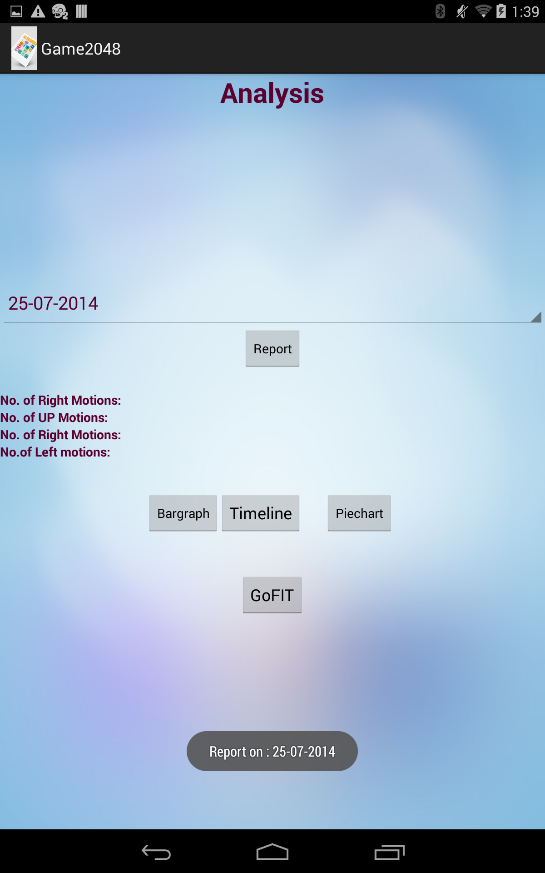 1:39
Game2048
Analysis
25-07-2014
Report
No. of Right Motions:
No. of UP Motions:
No. of Right Motions:
No.of Left motions:
Bargraph Timeline Piechart
GoFIT
Report on : 25-07-2014